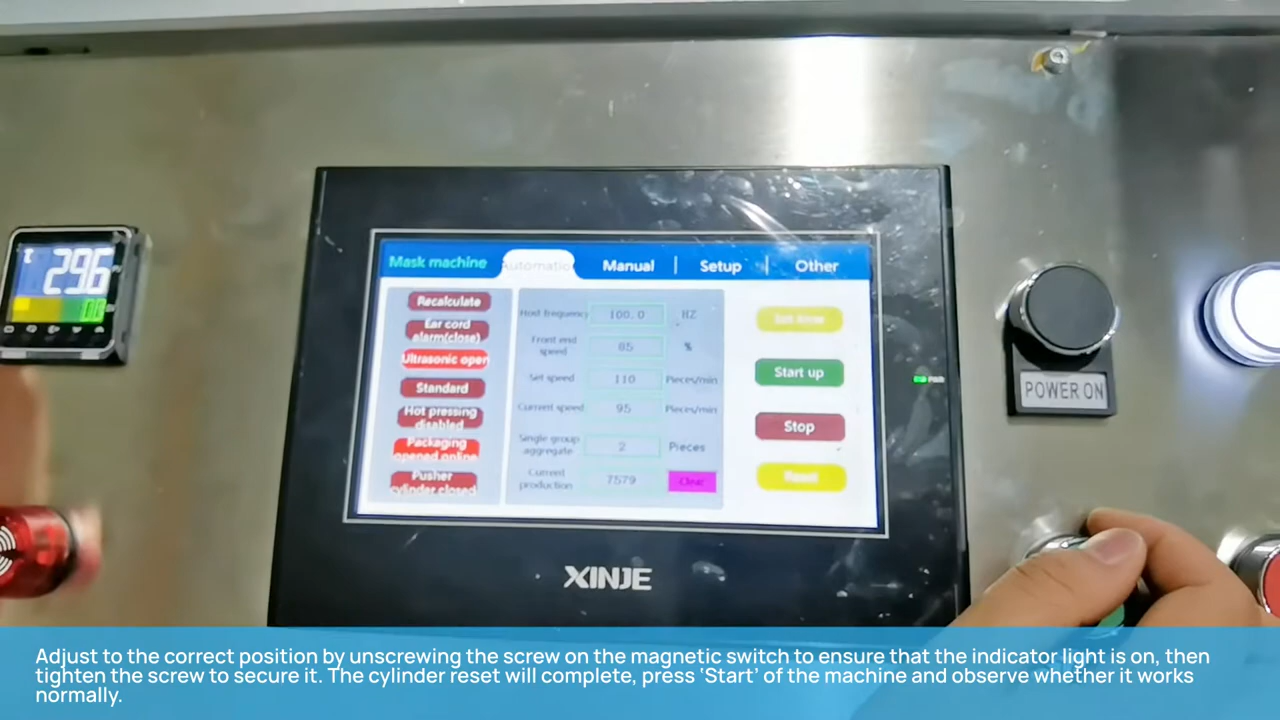 ℃
296
Mask machine
Automation
Manual
Setup
Other
Recalculate
Ear cord
alarm(close)
Ultrasonic open
Standard
Hot pressing
disabled
Packaging
opened online
Pusher
cylinder closed
Host frequency 100.0 HZ
Front end
speed
85 %
Set speed 110 Pieces/min
Current speed 95 Pieces/min
Single group
aggregate
2 Pieces
Current
production
7579
Clear
Start up
Stop
Reset
POWER ON
XINJE
Adjust to the correct position by unscrewing the screw on the magnetic switch to ensure that the indicator light is on, then
tighten the screw to secure it. The cylinder reset will complete, press ‘Start’ of the machine and observe whether it works
normally.